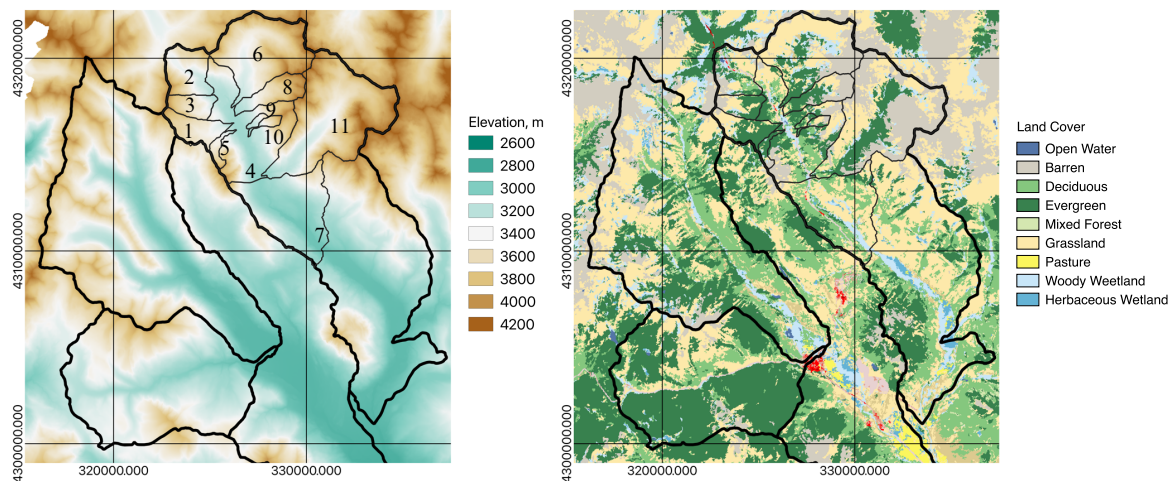 4320000.000
4310000.000
4300000.000
320000.000
330000.000
6
2
8
3
9
11
1
10
5
4
7
Elevation, m
2600
2800
3000
3200
3400
3600
3800
4000
4200
4320000.000
4310000.000
4300000.000
320000.000
330000.000
Land Cover
Open Water
Barren
Deciduous
Evergreen
Mixed Forest
Grassland
Pasture
Woody Weetland
Herbaceous Wetland